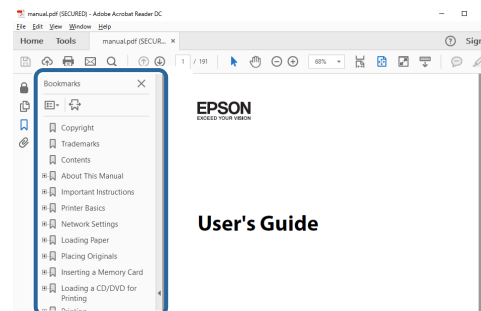 manual.pdf (SECURED) - Adobe Acrobat Reader DC
File Edit View Window Help
Home Tools manual.pdf (SECUR... × Sign
1 / 191 68%
Bookmarks
EPSON
EXCEED YOUR VISION
Copyright
Trademarks
Contents
About This Manual
Important Instructions
Printer Basics
Network Settings
User's Guide
Loading Paper
Placing Originals
Inserting a Memory Card
Loading a CD/DVD for
Printing
Printing